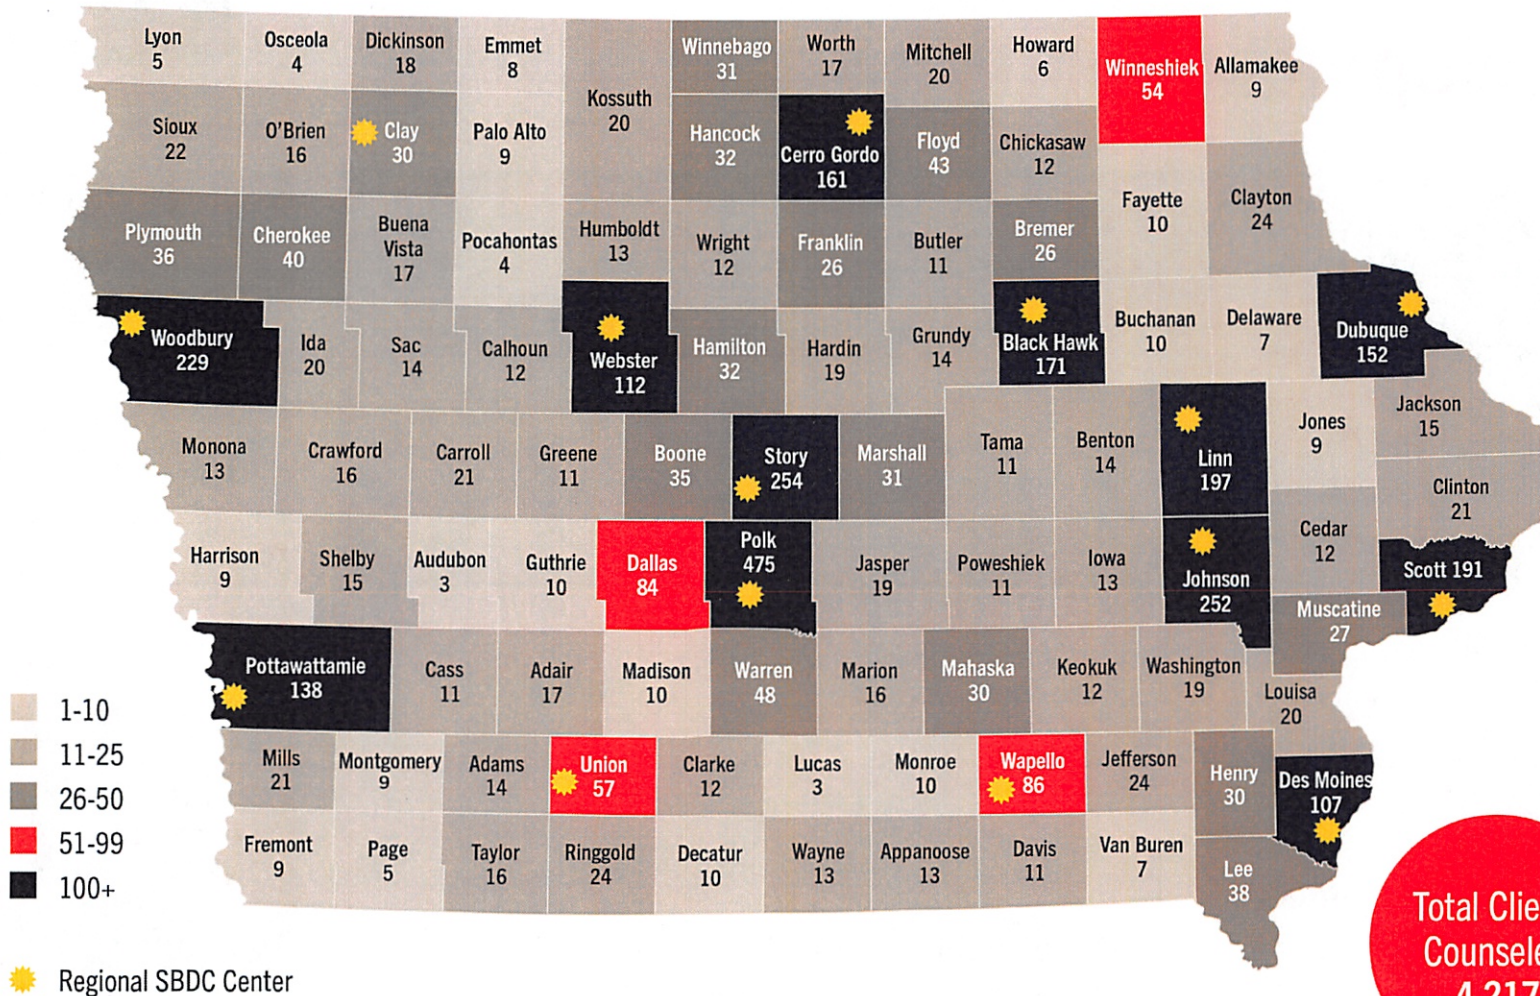 Lyon
5
Osceola
4
Dickinson
18
Emmet
8
Kossuth
20
Winnebago
31
Worth
17
Mitchell
20
Howard
6
Winneshiek
54
Allamakee
9
Sioux
22
O'Brien
16
Clay
30
Palo Alto
9
Hancock
32
Cerro Gordo
161
Floyd
43
Chickasaw
12
Fayette
10
Clayton
24
Plymouth
36
Cherokee
40
Buena
Vista
17
Pocahontas
4
Humboldt
13
Wright
12
Franklin
26
Butler
11
Bremer
26
Woodbury
229
Ida
20
Sac
14
Calhoun
12
Webster
112
Hamilton
32
Hardin
19
Grundy
14
Black Hawk
171
Buchanan
10
Delaware
7
Dubuque
152
Monona
13
Crawford
16
Carroll
21
Greene
11
Boone
35
Story
254
Marshall
31
Tama
11
Benton
14
Linn
197
Jones
9
Jackson
15
Clinton
21
Harrison
9
Shelby
15
Audubon
3
Guthrie
10
Dallas
84
Polk
475
Jasper
19
Poweshiek
11
Iowa
13
Johnson
252
Cedar
12
Scott 191
Muscatine
27
Pottawattamie
138
Cass
11
Adair
17
Madison
10
Warren
48
Marion
16
Mahaska
30
Keokuk
12
Washington
19
Louisa
20
Mills
21
Montgomery
9
Adams
14
Union
57
Clarke
12
Lucas
3
Monroe
10
Wapello
86
Jefferson
24
Henry
30
Des Moines
107
Fremont
9
Page
5
Taylor
16
Ringgold
24
Decatur
10
Wayne
13
Appanoose
13
Davis
11
Van Buren
7
Lee
38
1-10
11-25
26-50
51-99
100+
Regional SBDC Center
Total Clie
Counsele
4,217